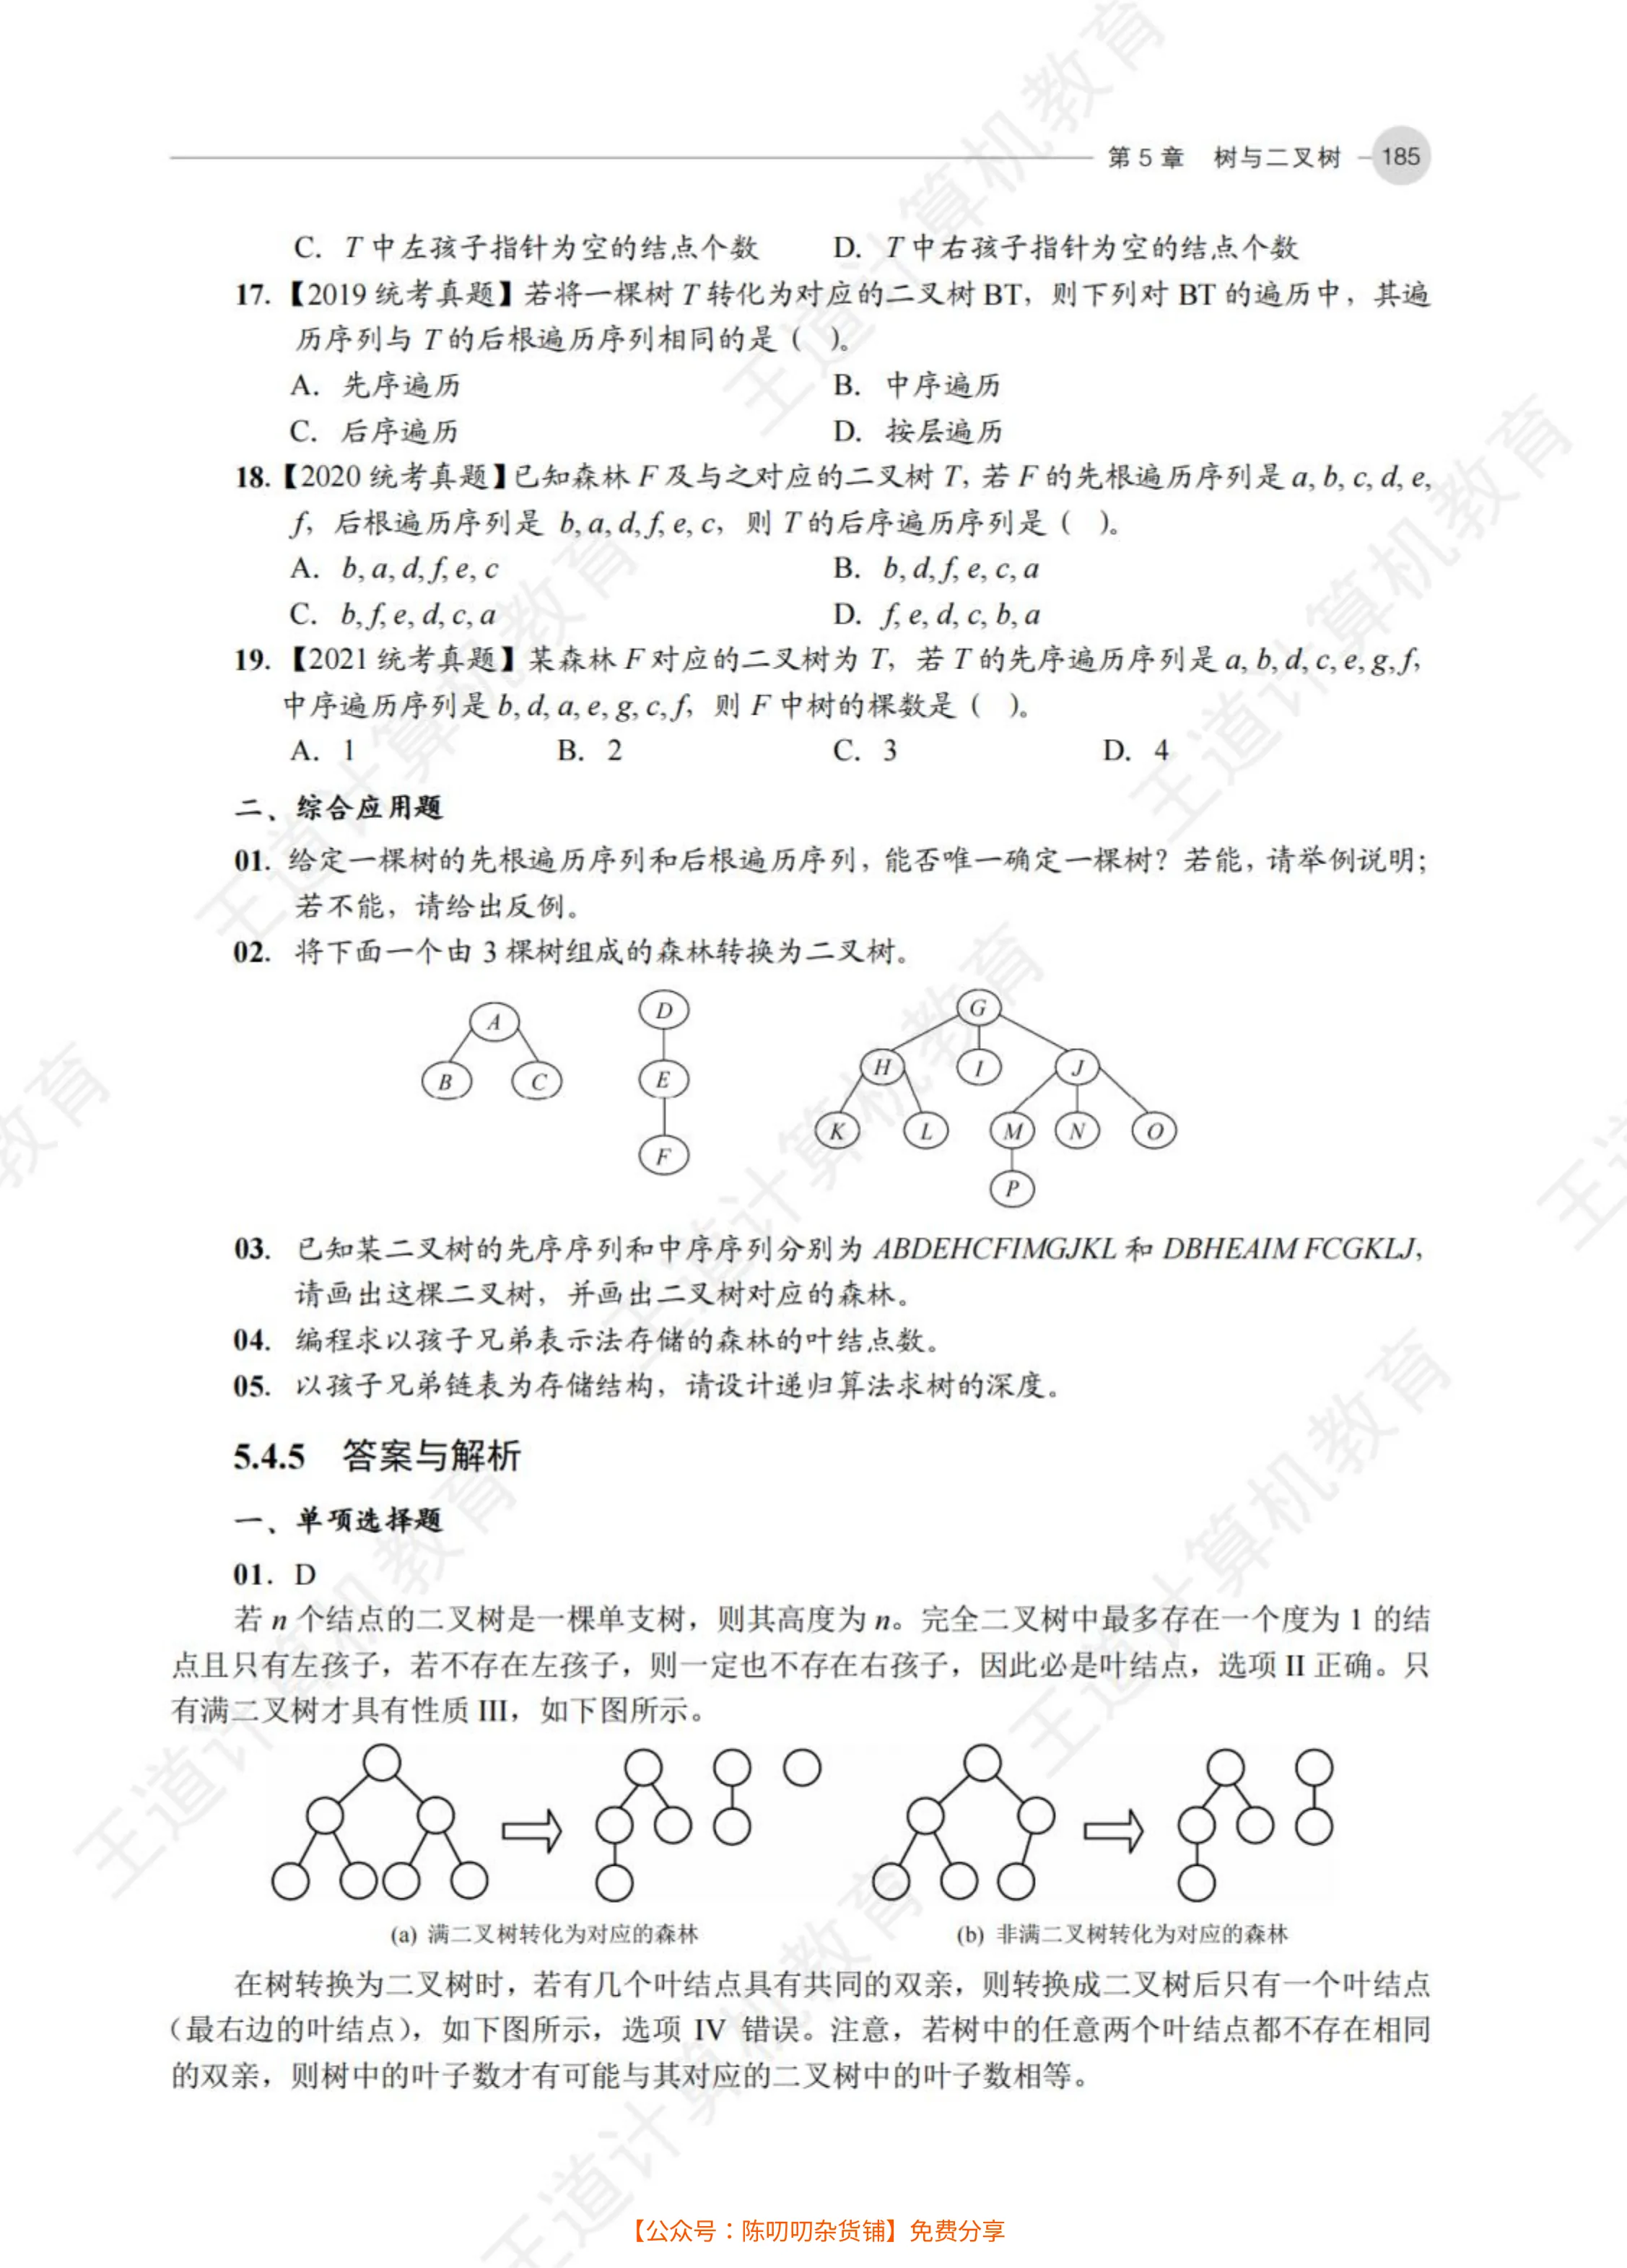 第 5 章 树与二叉树 185
C. T 中左孩子指针为空的结点个数 D. T 中右孩子指针为空的结点个数
17.【2019 统考真题】若将一棵树 T 转化为对应的二叉树 BT，则下列对 BT 的遍历中，其遍
历序列与 T 的后根遍历序列相同的是（ ）。
A. 先序遍历 B. 中序遍历
C. 后序遍历 D. 按层遍历
18.【2020 统考真题】已知森林 F 及与之对应的二叉树 T，若 F 的先根遍历序列是 a, b, c, d, e,
f，后根遍历序列是 b, a, d, f, e, c，则 T 的后序遍历序列是（ ）。
A. b, a, d, f, e, c B. b, d, f, e, c, a
C. b, f, e, d, c, a D. f, e, d, c, b, a
19.【2021 统考真题】某森林 F 对应的二叉树为 T，若 T 的先序遍历序列是 a, b, d, c, e, g, f,
中序遍历序列是 b, d, a, e, g, c, f，则 F 中树的棵数是（ ）。
A. 1 B. 2 C. 3 D. 4
二、综合应用题
01. 给定一棵树的先根遍历序列和后根遍历序列，能否唯一确定一棵树？若能，请举例说明；
若不能，请给出反例。
02. 将下面一个由 3 棵树组成的森林转换为二叉树。
A D G
B C E H I J
F K L M N O
P
03. 已知某二叉树的先序序列和中序序列分别为 ABDEHCFIMGJKL 和 DBHEAIM FCGKLJ,
请画出这棵二叉树，并画出二叉树对应的森林。
04. 编程求以孩子兄弟表示法存储的森林的叶结点数。
05. 以孩子兄弟链表为存储结构，请设计递归算法求树的深度。
5.4.5 答案与解析
一、单项选择题
01. D
若 n 个结点的二叉树是一棵单支树，则其高度为 n。完全二叉树中最多存在一个度为 1 的结
点且只有左孩子，若不存在左孩子，则一定也不存在右孩子，因此必是叶结点，选项 II 正确。只
有满二叉树才具有性质 III，如下图所示。
(a) 满二叉树转化为对应的森林 (b) 非满二叉树转化为对应的森林
在树转换为二叉树时，若有几个叶结点具有共同的双亲，则转换成二叉树后只有一个叶结点
（最右边的叶结点），如下图所示，选项 IV 错误。注意，若树中的任意两个叶结点都不存在相同
的双亲，则树中的叶子数才有可能与其对应的二叉树中的叶子数相等。
【公众号：陈叨叨杂货铺】免费分享
王道计算机教育